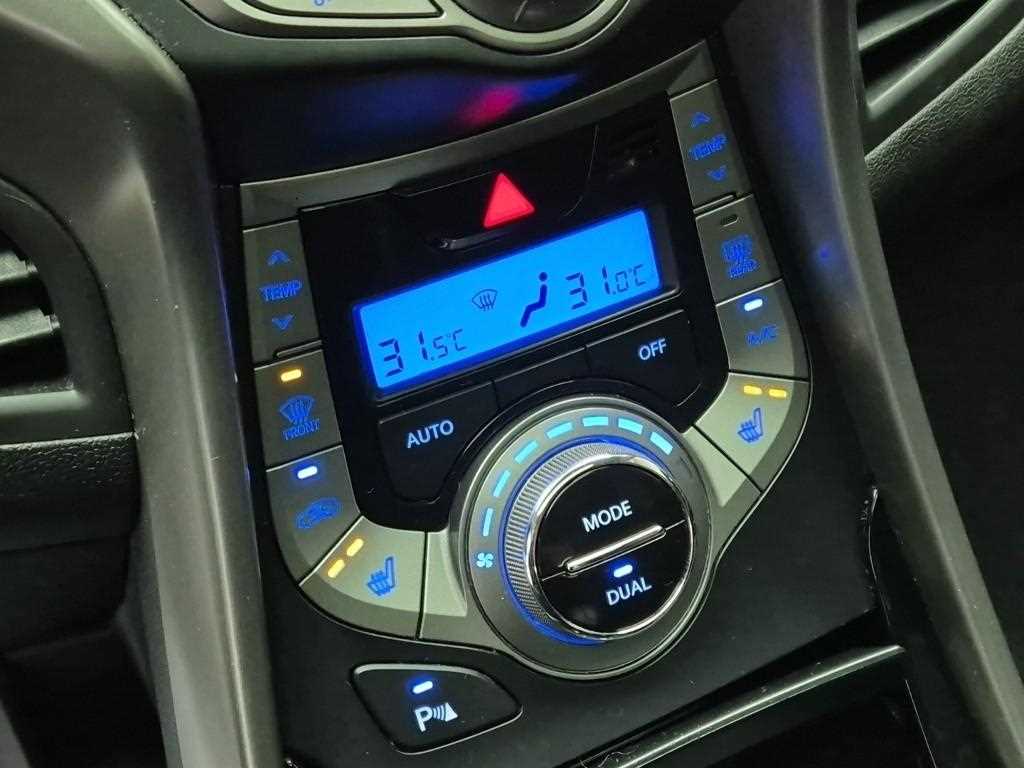 TEMP
TEMP
REAR
31.5°C
31.0°C
A/C
FRONT
AUTO
OFF
MODE
DUAL
P